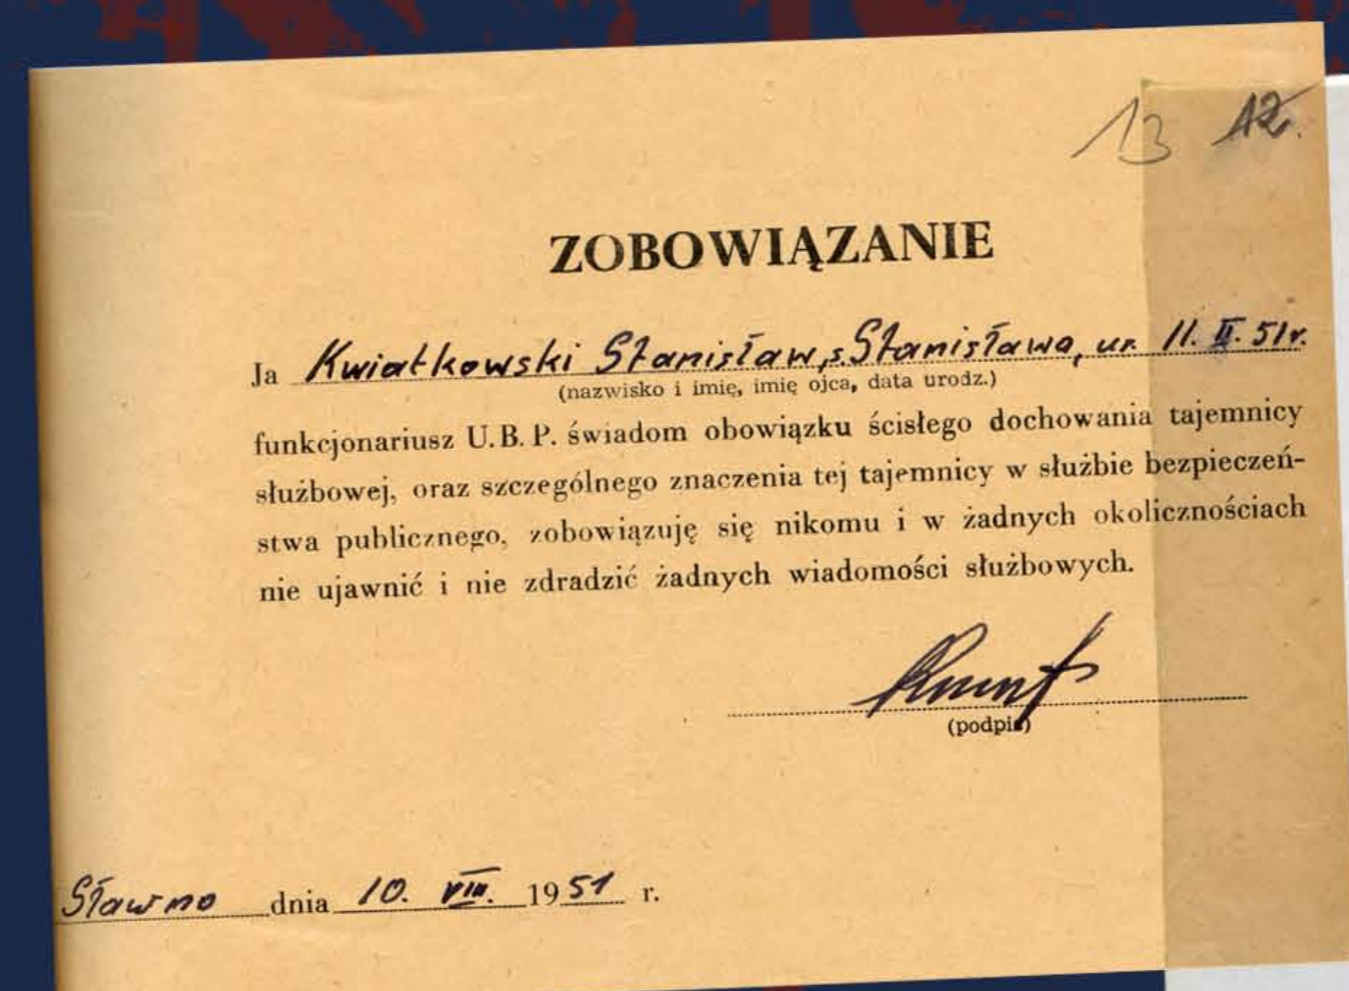 13 12.
ZOBOWIĄZANIE
Ja Kwiatkowski Stanisław, s. Stanisława, ur. 11. II. 51r.
(nazwisko i imię, imię ojca, data urodz.)
funkcjonariusz U. B. P. świadom obowiązku ścisłego dochowania tajemnicy
służbowej, oraz szczególnego znaczenia tej tajemnicy w służbie bezpieczeń-
stwa publicznego, zobowiązuję się nikomu i w żadnych okolicznościach
nie ujawnić i nie zdradzić żadnych wiadomości służbowych.
(podpis)
Sławno dnia 10. VIII. 1951 r.